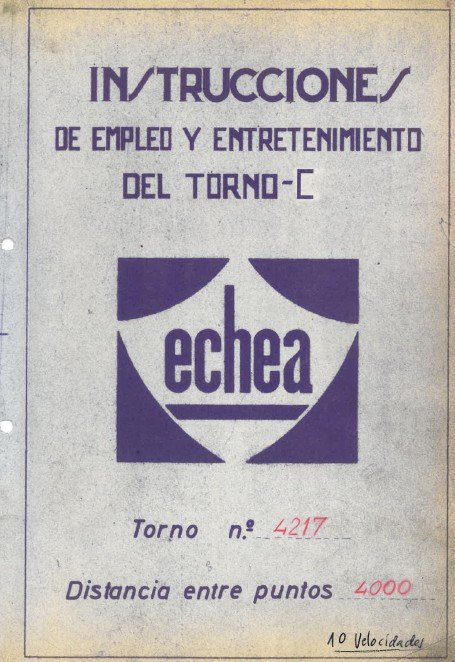 INSTRUCCIONES
DE EMPLEO Y ENTRETENIMIENTO
DEL TORNO-C
echea
Torno n.º 4217
Distancia entre puntos 4000
10 Velocidades